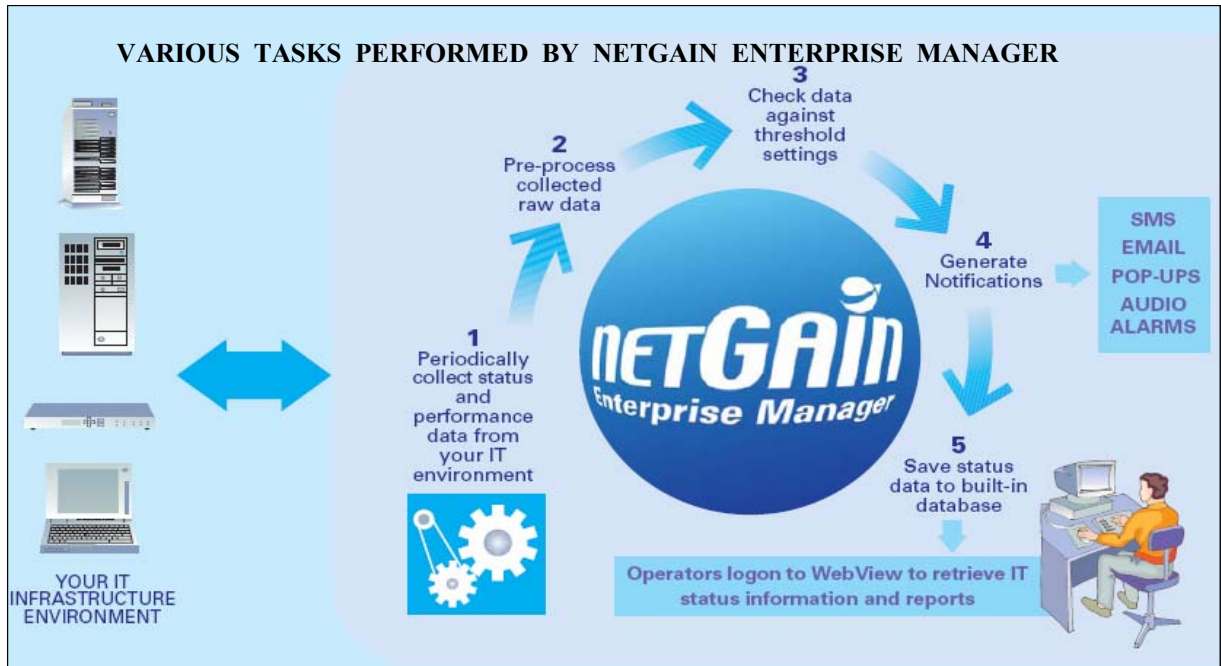 VARIOUS TASKS PERFORMED BY NETGAIN ENTERPRISE MANAGER
YOUR IT
INFRASTRUCTURE
ENVIRONMENT
1
Periodically
collect status
and
performance
data from
your IT
environment
2
Pre-process
collected
raw data
3
Check data
against
threshold
settings
4
Generate
Notifications
SMS
EMAIL
POP-UPS
AUDIO
ALARMS
netGain
Enterprise Manager
5
Save status
data to built-in
database
Operators logon to WebView to retrieve IT
status information and reports